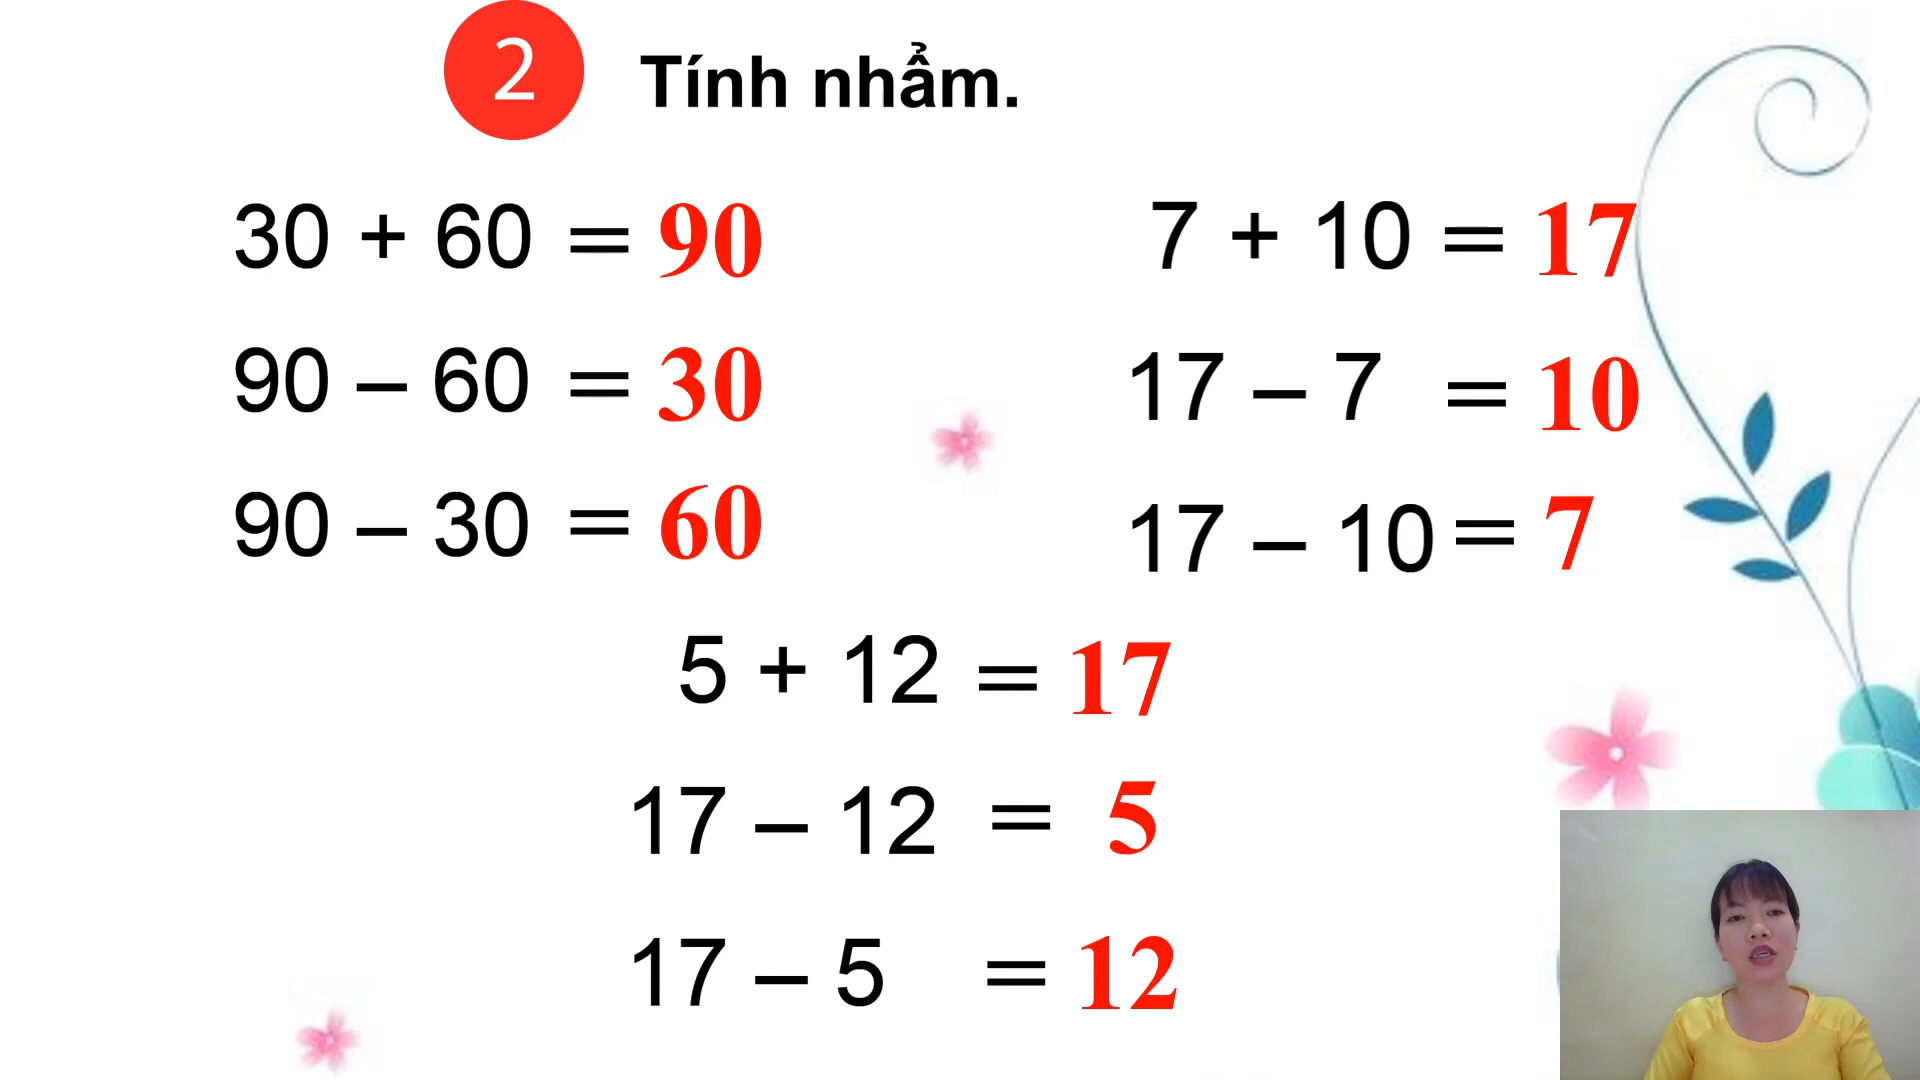 2 Tính nhẩm.
30 + 60 = 90
90 – 60 = 30
90 – 30 = 60
7 + 10 = 17
17 – 7 = 10
17 – 10 = 7
5 + 12 = 17
17 – 12 = 5
17 – 5 = 12